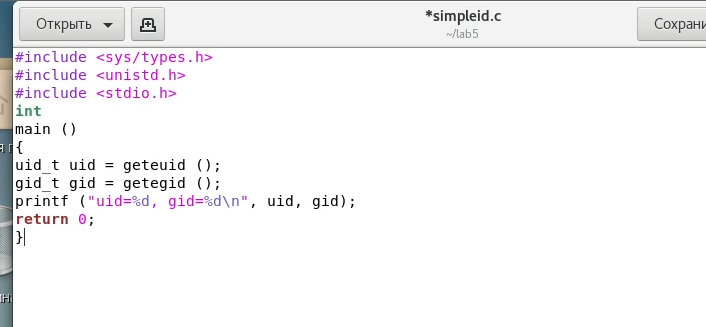 Открыть
*simpleid.c
~/lab5
#include <sys/types.h>
#include <unistd.h>
#include <stdio.h>
int
main ()
{
uid_t uid = geteuid ();
gid_t gid = getegid ();
printf ("uid=%d, gid=%d\n", uid, gid);
return 0;
}